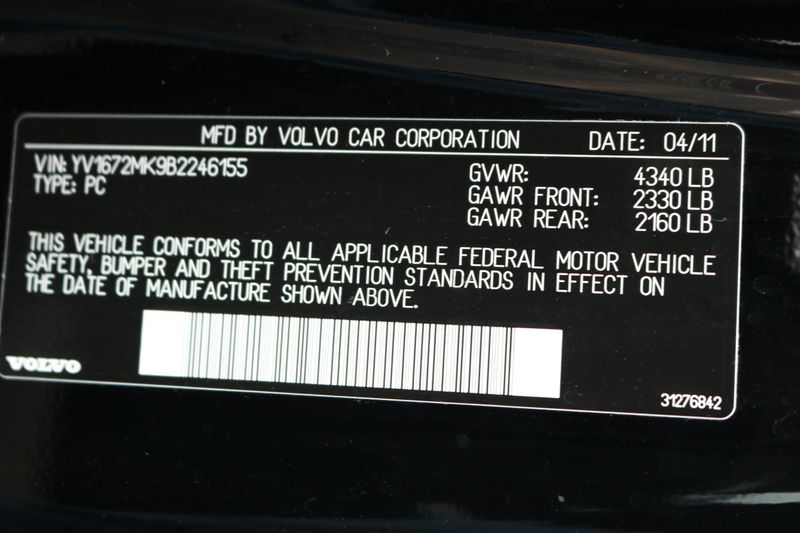 MFD BY VOLVO CAR CORPORATION DATE: 04/11
VIN: YV1672MK9B2246155
TYPE: PC
GVWR: 4340 LB
GAWR FRONT: 2330 LB
GAWR REAR: 2160 LB
THIS VEHICLE CONFORMS TO ALL APPLICABLE FEDERAL MOTOR VEHICLE
SAFETY, BUMPER AND THEFT PREVENTION STANDARDS IN EFFECT ON
THE DATE OF MANUFACTURE SHOWN ABOVE.
VOLVO
31276842